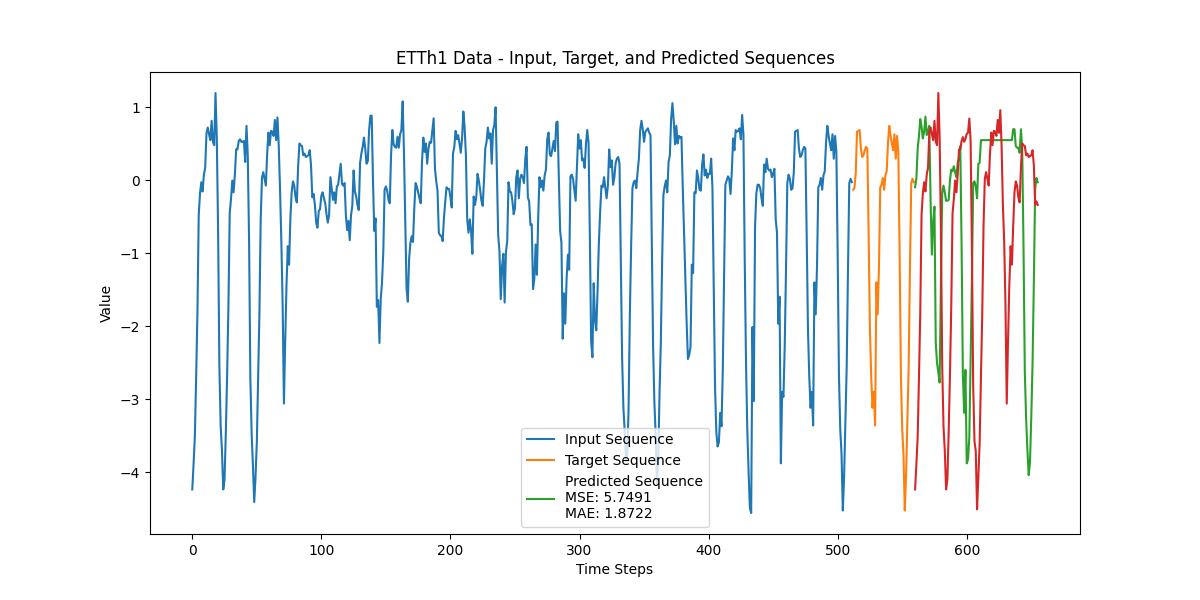 ETTh1 Data - Input, Target, and Predicted Sequences
Value
1
0
−1
−2
−3
−4
Input Sequence
Target Sequence
Predicted Sequence
MSE: 5.7491
MAE: 1.8722
0
100
200
300
400
500
600
Time Steps